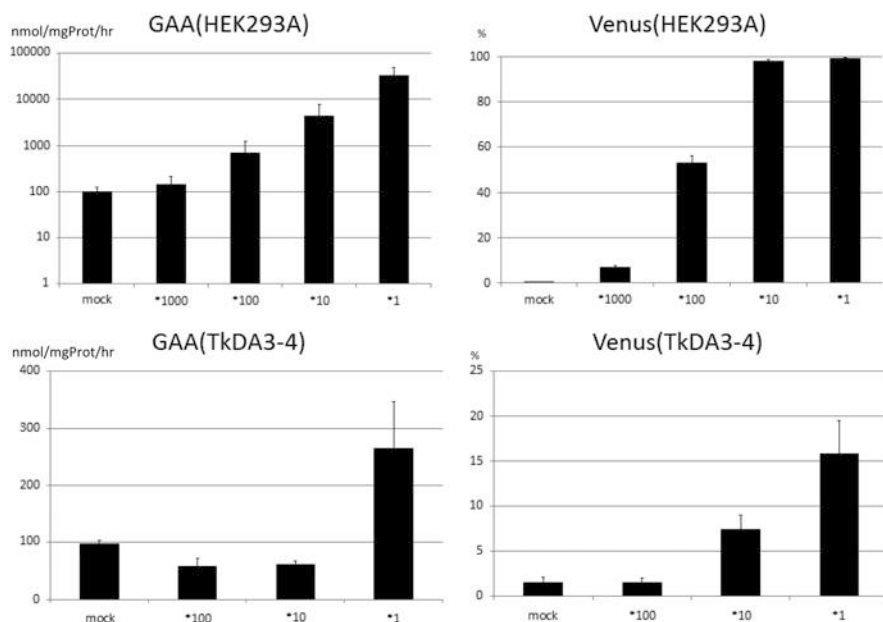 GAA(HEK293A)
nmol/mgProt/hr
100000
10000
1000
100
10
1
mock *1000 *100 *10 *1
Venus(HEK293A)
%
100
80
60
40
20
0
mock *1000 *100 *10 *1
GAA(TkDA3-4)
nmol/mgProt/hr
400
300
200
100
0
mock *100 *10 *1
Venus(TkDA3-4)
%
25
20
15
10
5
0
mock *100 *10 *1